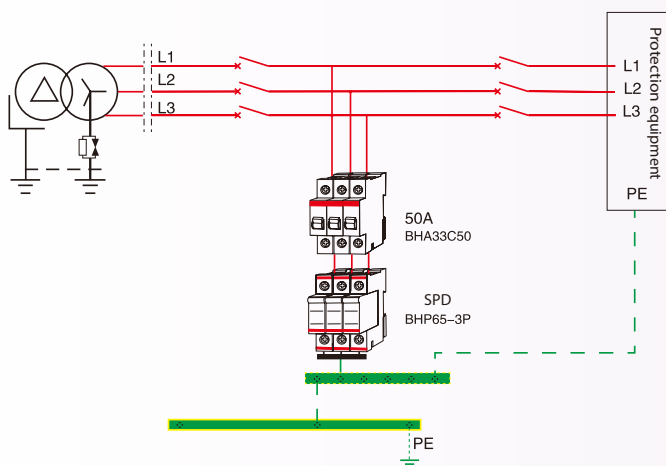 L1
L2
L3
L1
L2
L3
Protection equipment
PE
50A
BHA33C50
SPD
BHP65-3P
PE